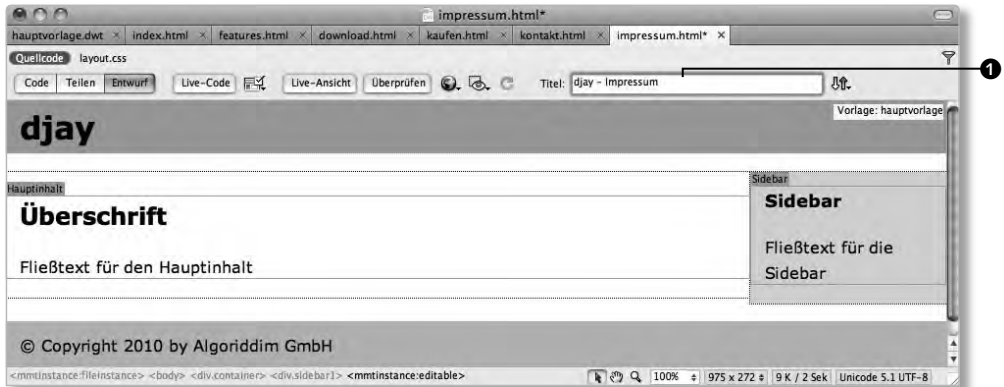 impressum.html*
hauptvorlage.dwt × index.html × features.html × download.html × kaufen.html × kontakt.html × impressum.html* ×
Quellcode layout.css
Code Teilen Entwurf Live-Code Live-Ansicht Überprüfen Titel: djay - Impressum
1
Vorlage: hauptvorlage
djay
Hauptinhalt
Überschrift
Fließtext für den Hauptinhalt
Sidebar
Sidebar
Fließtext für die
Sidebar
© Copyright 2010 by Algoriddim GmbH
<mmtinstance:fileinstance> <body> <div.container> <div.sidebar1> <mmtinstance:editable> 100% 975 x 272 9 K / 2 Sek Unicode 5.1 UTF-8